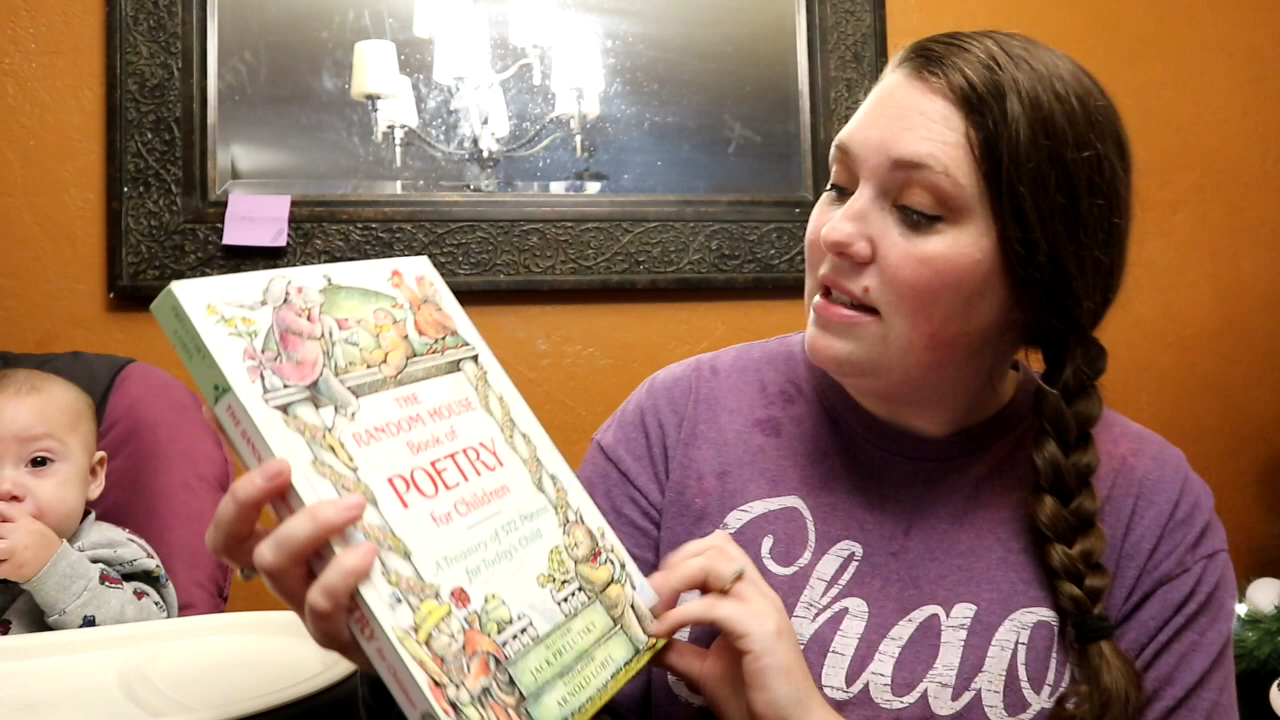 THE
RANDOM HOUSE
Book of
POETRY
for Children
A Treasury of 572 Poems
for Today's Child
JACK PRELUTSKY
ARNOLD LOBEL
Chao